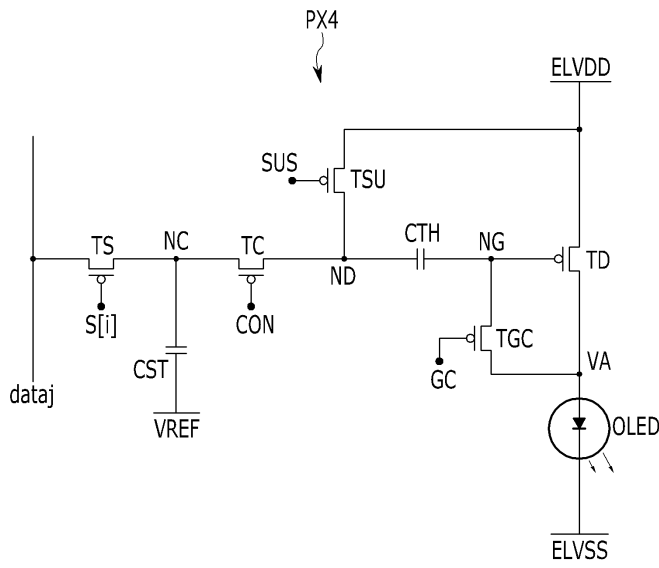 PX4
ELVDD
SUS
TSU
TS
NC
TC
CTH
NG
ND
TD
S[i]
CON
TGC
CST
GC
VA
dataj
VREF
OLED
ELVSS